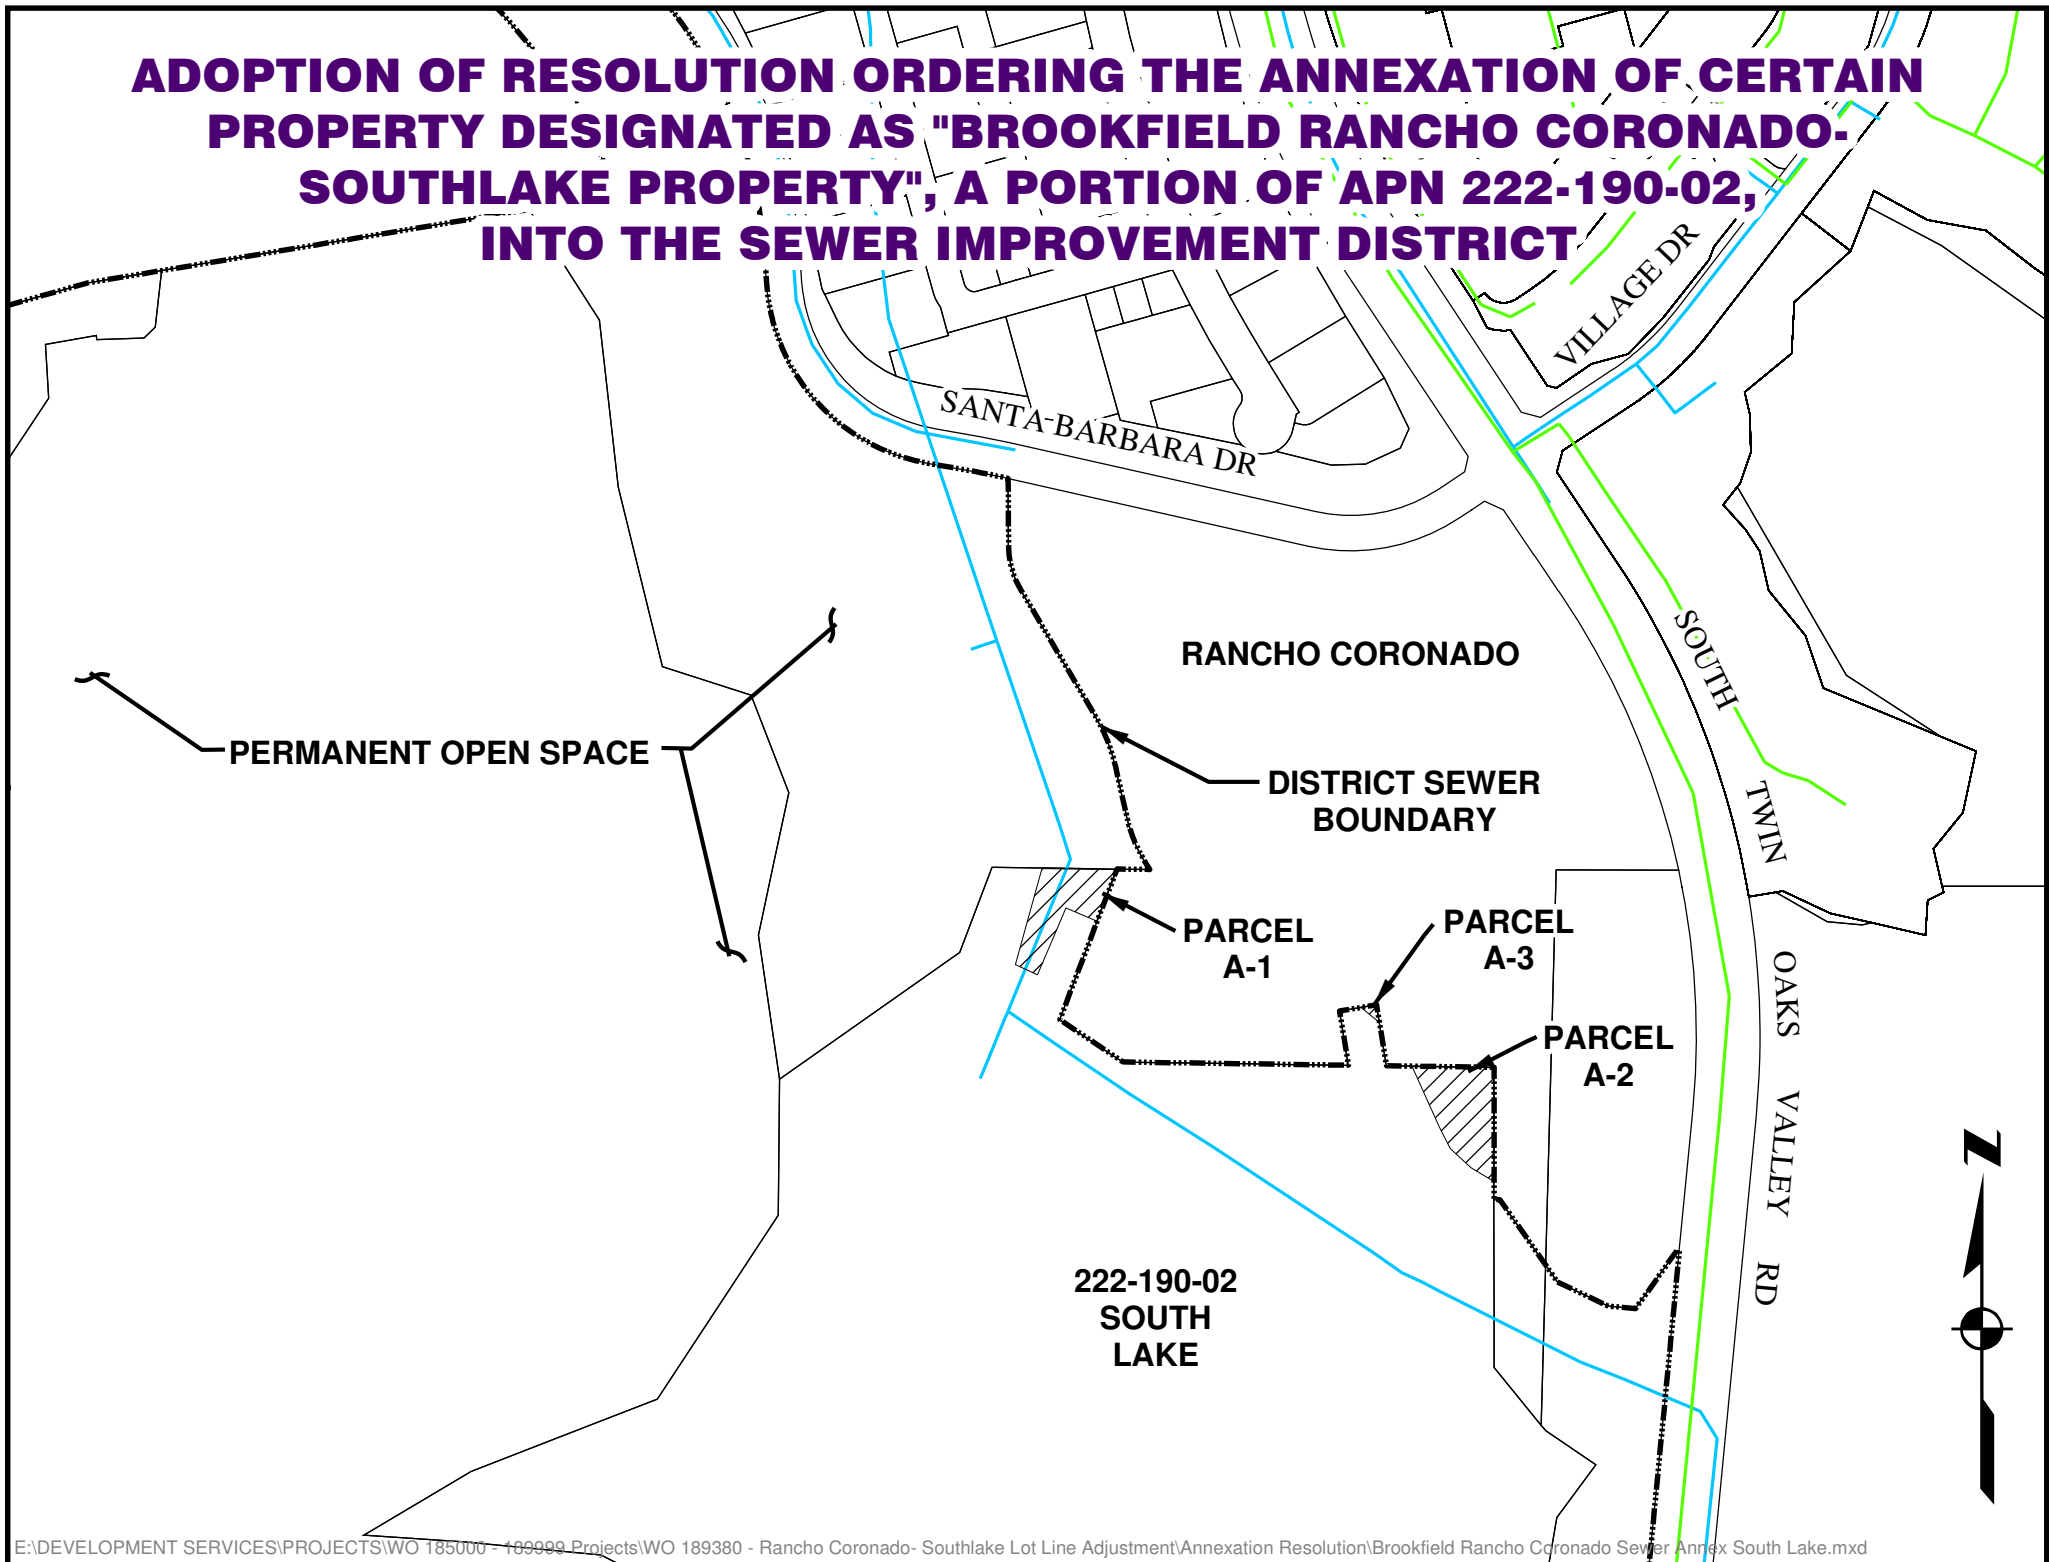 ADOPTION OF RESOLUTION ORDERING THE ANNEXATION OF CERTAIN
PROPERTY DESIGNATED AS "BROOKFIELD RANCHO CORONADO-
SOUTHLAKE PROPERTY", A PORTION OF APN 222-190-02,
INTO THE SEWER IMPROVEMENT DISTRICT
VILLAGE DR
SANTA BARBARA DR
RANCHO CORONADO
SOUTH
PERMANENT OPEN SPACE
DISTRICT SEWER
BOUNDARY
TWIN
PARCEL
A-1
PARCEL
A-3
OAKS
PARCEL
A-2
VALLEY
RD
N
222-190-02
SOUTH
LAKE
E:\DEVELOPMENT SERVICES\PROJECTS\WO 185000 - 189999 Projects\WO 189380 - Rancho Coronado- Southlake Lot Line Adjustment\Annexation Resolution\Brookfield Rancho Coronado Sewer Annex South Lake.mxd